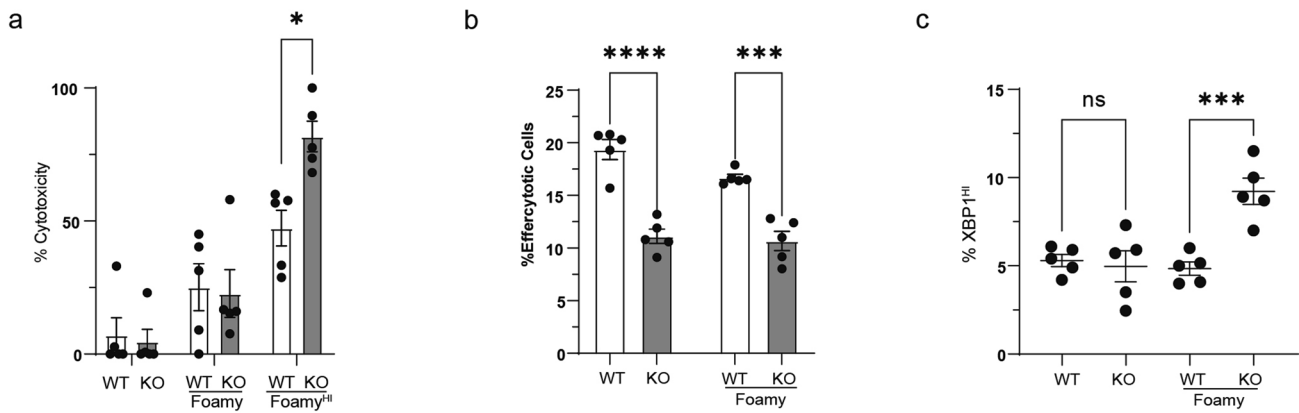 a
*
% Cytotoxicity
100
50
0
WT KO WT KO WT KO
Foamy Foamyᴴᴵ
b
**** ***
%Effercytotic Cells
25
20
15
10
5
0
WT KO WT KO
Foamy
c
ns ***
% XBP1ᴴᴵ
15
10
5
0
WT KO WT KO
Foamy